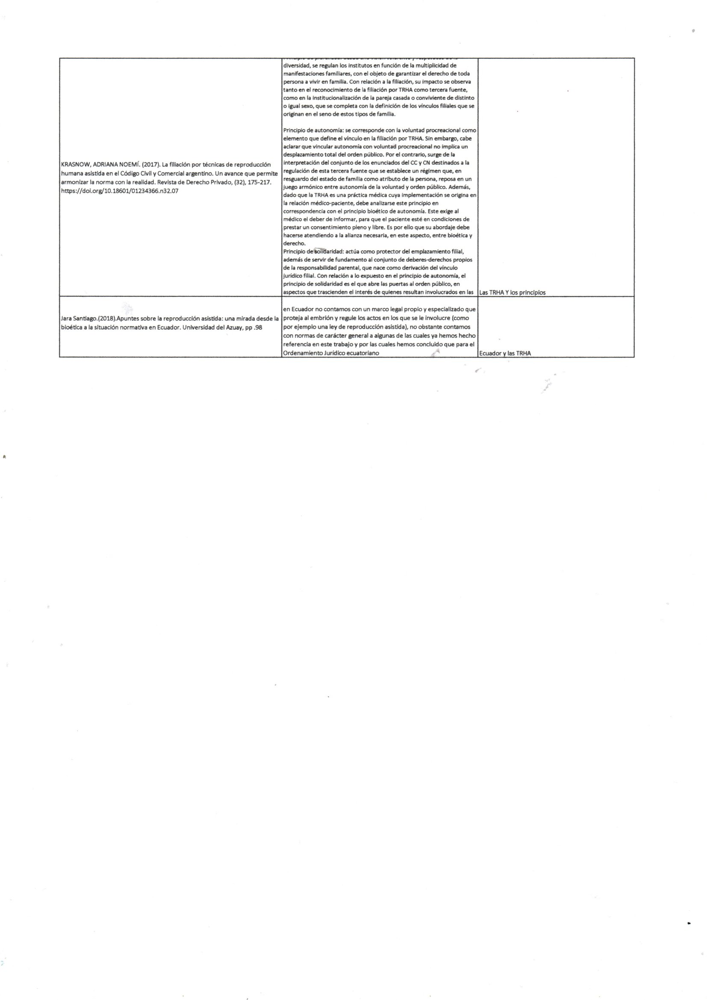 diversidad, se regulan los institutos en función de la multiplicidad de
manifestaciones familiares, con el objeto de garantizar el derecho de toda
persona a vivir en familia. Con relación a la filiación, su impacto se observa
tanto en el reconocimiento de la filiación por TRHA como tercera fuente,
como en la institucionalización de la pareja casada o conviviente de distinto
o igual sexo, que se completa con la definición de los vínculos filiales que se
originan en el seno de estos tipos de familia.
Principio de autonomía: se corresponde con la voluntad procreacional como
elemento que define el vínculo en la filiación por TRHA. Sin embargo, cabe
aclarar que vincular autonomía con voluntad procreacional no implica un
desplazamiento total del orden público. Por el contrario, surge de la
interpretación del conjunto de los enunciados del CC y CN destinados a la
regulación de esta tercera fuente que se establece un régimen que, en
resguardo del estado de familia como atributo de la persona, reposa en un
juego armónico entre autonomía de la voluntad y orden público. Además,
dado que la TRHA es una práctica médica cuya implementación se origina en
la relación médico-paciente, debe analizarse este principio en
correspondencia con el principio bioético de autonomía. Este exige al
médico el deber de informar, para que el paciente esté en condiciones de
prestar un consentimiento pleno y libre. Es por ello que su abordaje debe
hacerse atendiendo a la alianza necesaria, en este aspecto, entre bioética y
derecho.
Principio de solidaridad: actúa como protector del emplazamiento filial,
además de servir de fundamento al conjunto de deberes-derechos propios
de la responsabilidad parental, que nace como derivación del vínculo
jurídico filial. Con relación a lo expuesto en el principio de autonomía, el
principio de solidaridad es el que abre las puertas al orden público, en
aspectos que trascienden el interés de quienes resultan involucrados en las
KRASNOW, ADRIANA NOEMÍ. (2017). La filiación por técnicas de reproducción
humana asistida en el Código Civil y Comercial argentino. Un avance que permite
armonizar la norma con la realidad. Revista de Derecho Privado, (32), 175-217.
https://doi.org/10.18601/01234366.n32.07
Las TRHA Y los principios
Jara Santiago.(2018).Apuntes sobre la reproducción asistida: una mirada desde la
bioética a la situación normativa en Ecuador. Universidad del Azuay, pp .98
en Ecuador no contamos con un marco legal propio y especializado que
proteja al embrión y regule los actos en los que se le involucre (como
por ejemplo una ley de reproducción asistida), no obstante contamos
con normas de carácter general a algunas de las cuales ya hemos hecho
referencia en este trabajo y por las cuales hemos concluido que para el
Ordenamiento Jurídico ecuatoriano
Ecuador y las TRHA